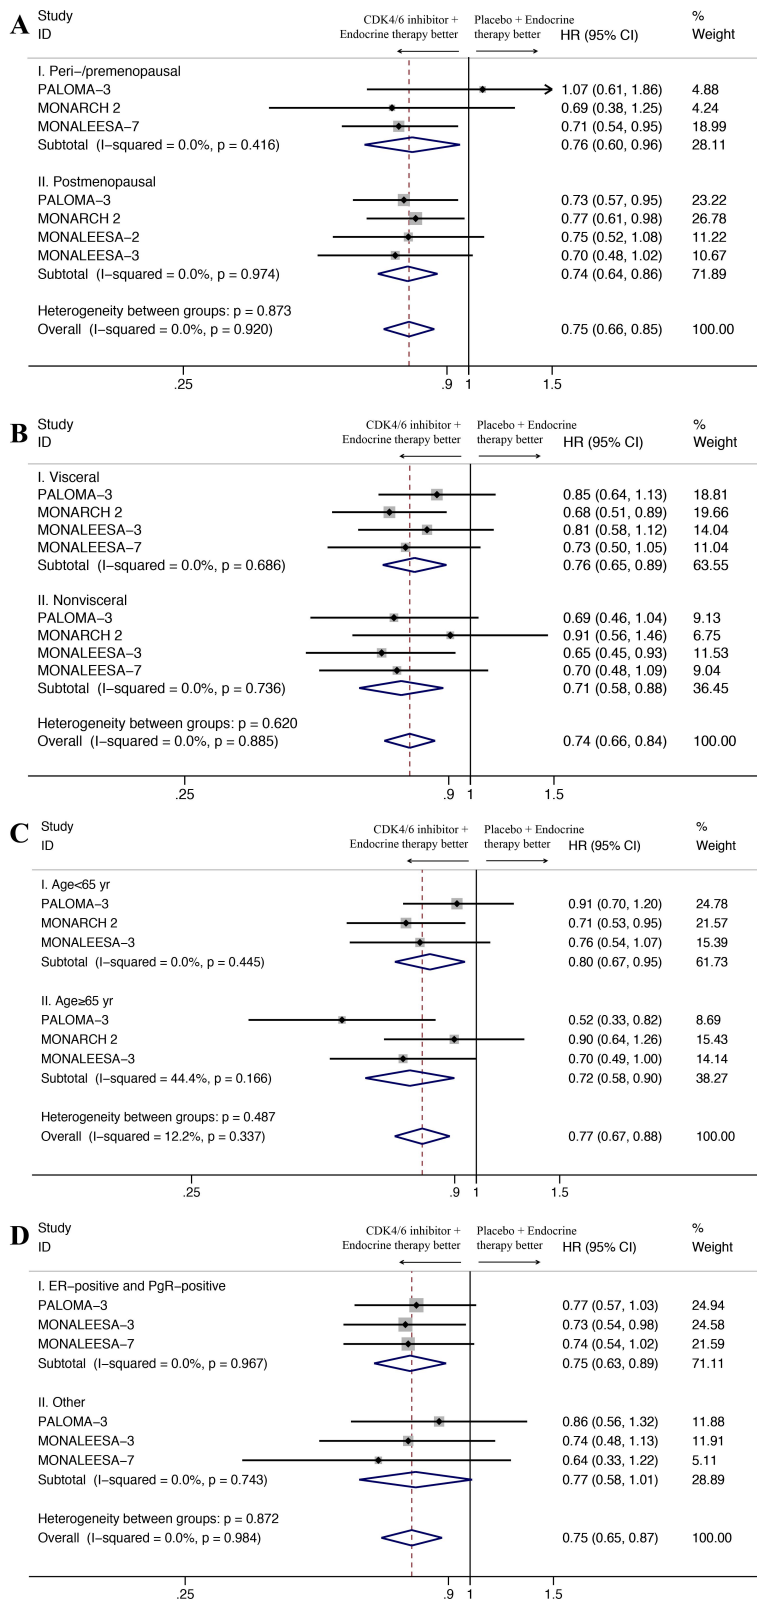 A
Study CDK4/6 inhibitor + Placebo + Endocrine %
ID Endocrine therapy better therapy better HR (95% CI) Weight
I. Peri-/premenopausal
PALOMA-3 1.07 (0.61, 1.86) 4.88
MONARCH 2 0.69 (0.38, 1.25) 4.24
MONALEESA-7 0.71 (0.54, 0.95) 18.99
Subtotal (I-squared = 0.0%, p = 0.416) 0.76 (0.60, 0.96) 28.11
II. Postmenopausal
PALOMA-3 0.73 (0.57, 0.95) 23.22
MONARCH 2 0.77 (0.61, 0.98) 26.78
MONALEESA-2 0.75 (0.52, 1.08) 11.22
MONALEESA-3 0.70 (0.48, 1.02) 10.67
Subtotal (I-squared = 0.0%, p = 0.974) 0.74 (0.64, 0.86) 71.89
Heterogeneity between groups: p = 0.873
Overall (I-squared = 0.0%, p = 0.920) 0.75 (0.66, 0.85) 100.00
.25 .9 1 1.5
B
Study CDK4/6 inhibitor + Placebo + Endocrine %
ID Endocrine therapy better therapy better HR (95% CI) Weight
I. Visceral
PALOMA-3 0.85 (0.64, 1.13) 18.81
MONARCH 2 0.68 (0.51, 0.89) 19.66
MONALEESA-3 0.81 (0.58, 1.12) 14.04
MONALEESA-7 0.73 (0.50, 1.05) 11.04
Subtotal (I-squared = 0.0%, p = 0.686) 0.76 (0.65, 0.89) 63.55
II. Nonvisceral
PALOMA-3 0.69 (0.46, 1.04) 9.13
MONARCH 2 0.91 (0.56, 1.46) 6.75
MONALEESA-3 0.65 (0.45, 0.93) 11.53
MONALEESA-7 0.70 (0.48, 1.09) 9.04
Subtotal (I-squared = 0.0%, p = 0.736) 0.71 (0.58, 0.88) 36.45
Heterogeneity between groups: p = 0.620
Overall (I-squared = 0.0%, p = 0.885) 0.74 (0.66, 0.84) 100.00
.25 .9 1 1.5
C
Study CDK4/6 inhibitor + Placebo + Endocrine %
ID Endocrine therapy better therapy better HR (95% CI) Weight
I. Age<65 yr
PALOMA-3 0.91 (0.70, 1.20) 24.78
MONARCH 2 0.71 (0.53, 0.95) 21.57
MONALEESA-3 0.76 (0.54, 1.07) 15.39
Subtotal (I-squared = 0.0%, p = 0.445) 0.80 (0.67, 0.95) 61.73
II. Age≥65 yr
PALOMA-3 0.52 (0.33, 0.82) 8.69
MONARCH 2 0.90 (0.64, 1.26) 15.43
MONALEESA-3 0.70 (0.49, 1.00) 14.14
Subtotal (I-squared = 44.4%, p = 0.166) 0.72 (0.58, 0.90) 38.27
Heterogeneity between groups: p = 0.487
Overall (I-squared = 12.2%, p = 0.337) 0.77 (0.67, 0.88) 100.00
.25 .9 1 1.5
D
Study CDK4/6 inhibitor + Placebo + Endocrine %
ID Endocrine therapy better therapy better HR (95% CI) Weight
I. ER-positive and PgR-positive
PALOMA-3 0.77 (0.57, 1.03) 24.94
MONALEESA-3 0.73 (0.54, 0.98) 24.58
MONALEESA-7 0.74 (0.54, 1.02) 21.59
Subtotal (I-squared = 0.0%, p = 0.967) 0.75 (0.63, 0.89) 71.11
II. Other
PALOMA-3 0.86 (0.56, 1.32) 11.88
MONALEESA-3 0.74 (0.48, 1.13) 11.91
MONALEESA-7 0.64 (0.33, 1.22) 5.11
Subtotal (I-squared = 0.0%, p = 0.743) 0.77 (0.58, 1.01) 28.89
Heterogeneity between groups: p = 0.872
Overall (I-squared = 0.0%, p = 0.984) 0.75 (0.65, 0.87) 100.00
.25 .9 1 1.5